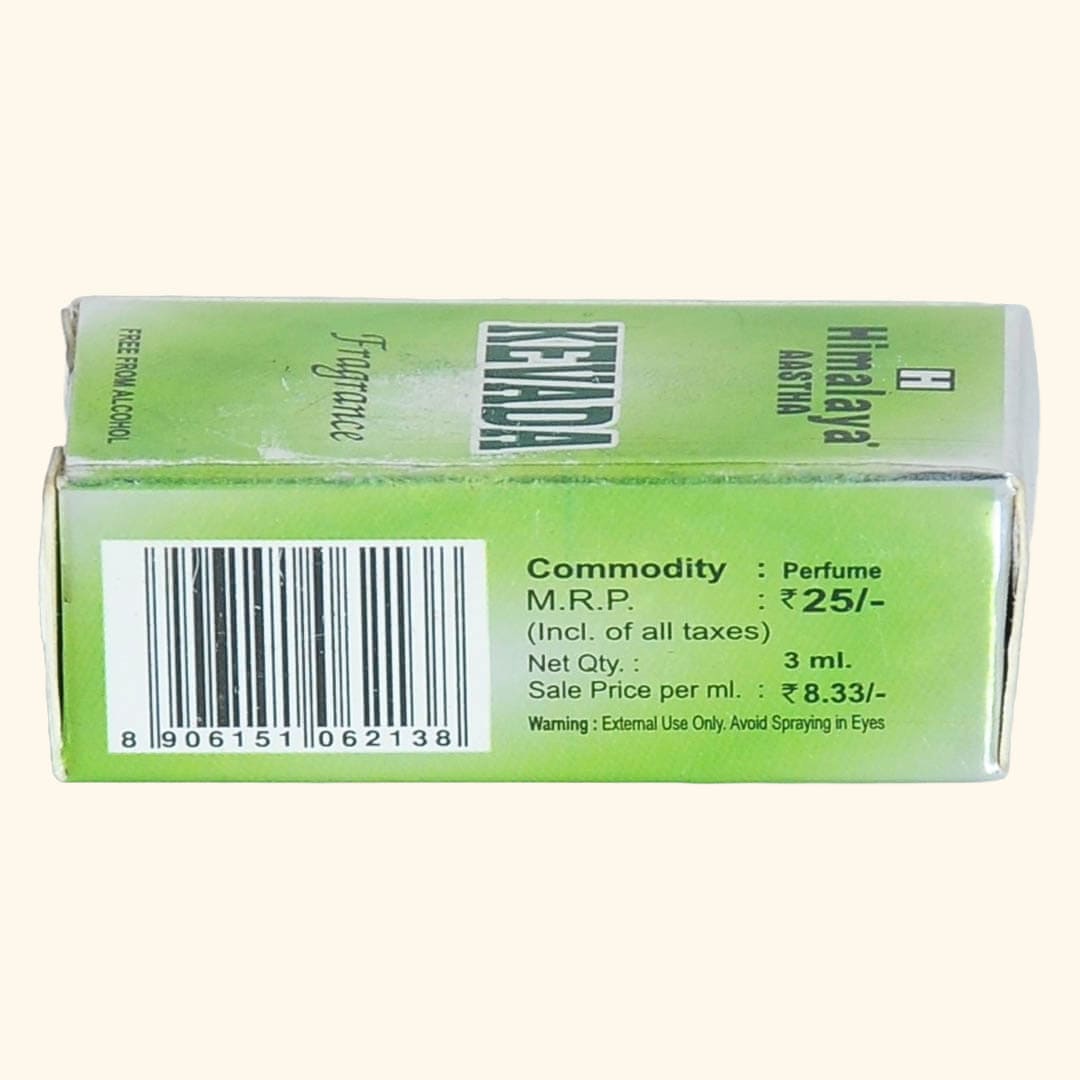 H
Himalaya
AASTHA
KEVADA
Fragrance
FREE FROM ALCOHOL
Commodity : Perfume
M.R.P. : ₹25/-
(Incl. of all taxes)
Net Qty. : 3 ml.
Sale Price per ml. : ₹8.33/-
Warning : External Use Only. Avoid Spraying in Eyes
8 906151 062138